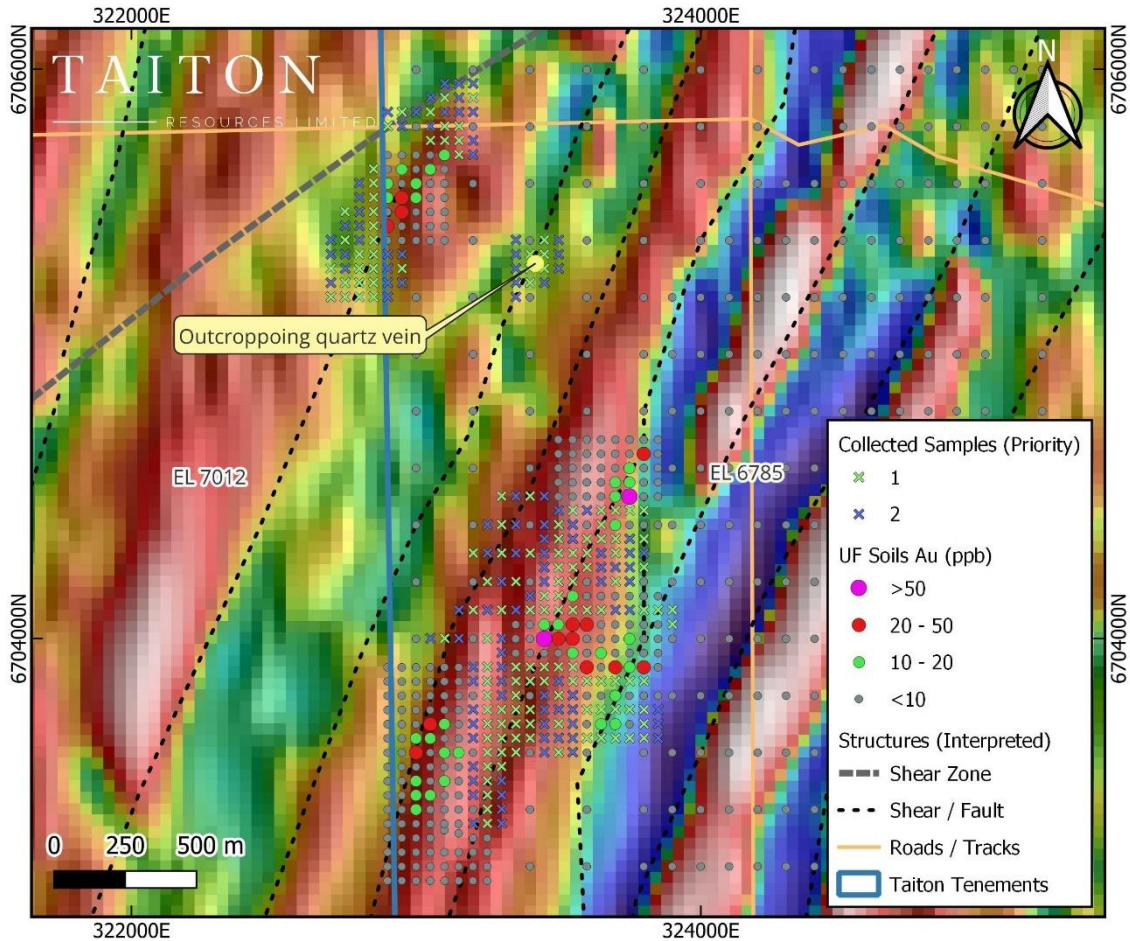 322000E
324000E
6706000N
6706000N
TAITON
RESOURCES LIMITED
N
Outcroppoing quartz vein
EL 7012
EL 6785
6704000N
6704000N
Collected Samples (Priority)
1
2
UF Soils Au (ppb)
>50
20 - 50
10 - 20
<10
Structures (Interpreted)
Shear Zone
Shear / Fault
Roads / Tracks
Taiton Tenements
0 250 500 m
322000E
324000E